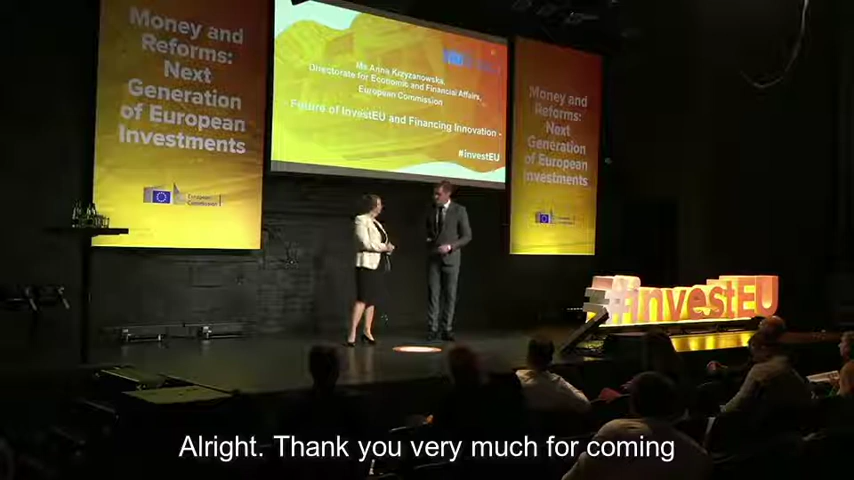 Money and
Reforms:
Next
Generation
of European
Investments
European
Commission
Ms Anna Krzyzanowska,
Directorate for Economic and Financial Affairs,
European Commission
Future of InvestEU and Financing Innovation -
#investEU
Money and
Reforms:
Next
Generation
of European
Investments
#investEU
Alright. Thank you very much for coming